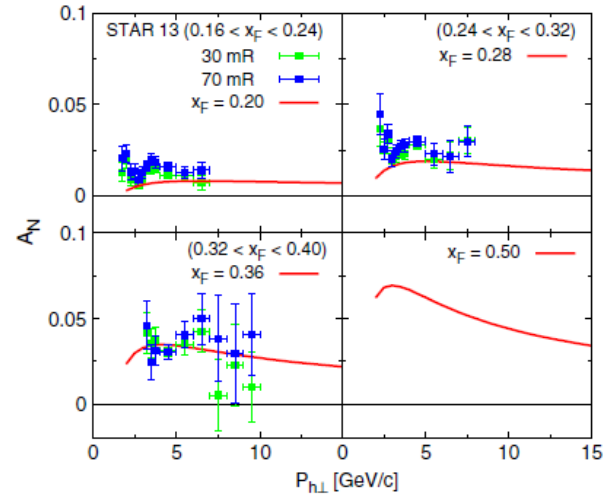 STAR 13 (0.16 < x_F < 0.24)
30 mR
70 mR
x_F = 0.20
(0.24 < x_F < 0.32)
x_F = 0.28
0.1
0.05
0
A_N
(0.32 < x_F < 0.40)
x_F = 0.36
x_F = 0.50
0.1
0.05
0
0 5 10 0 5 10 15
P_h⊥ [GeV/c]